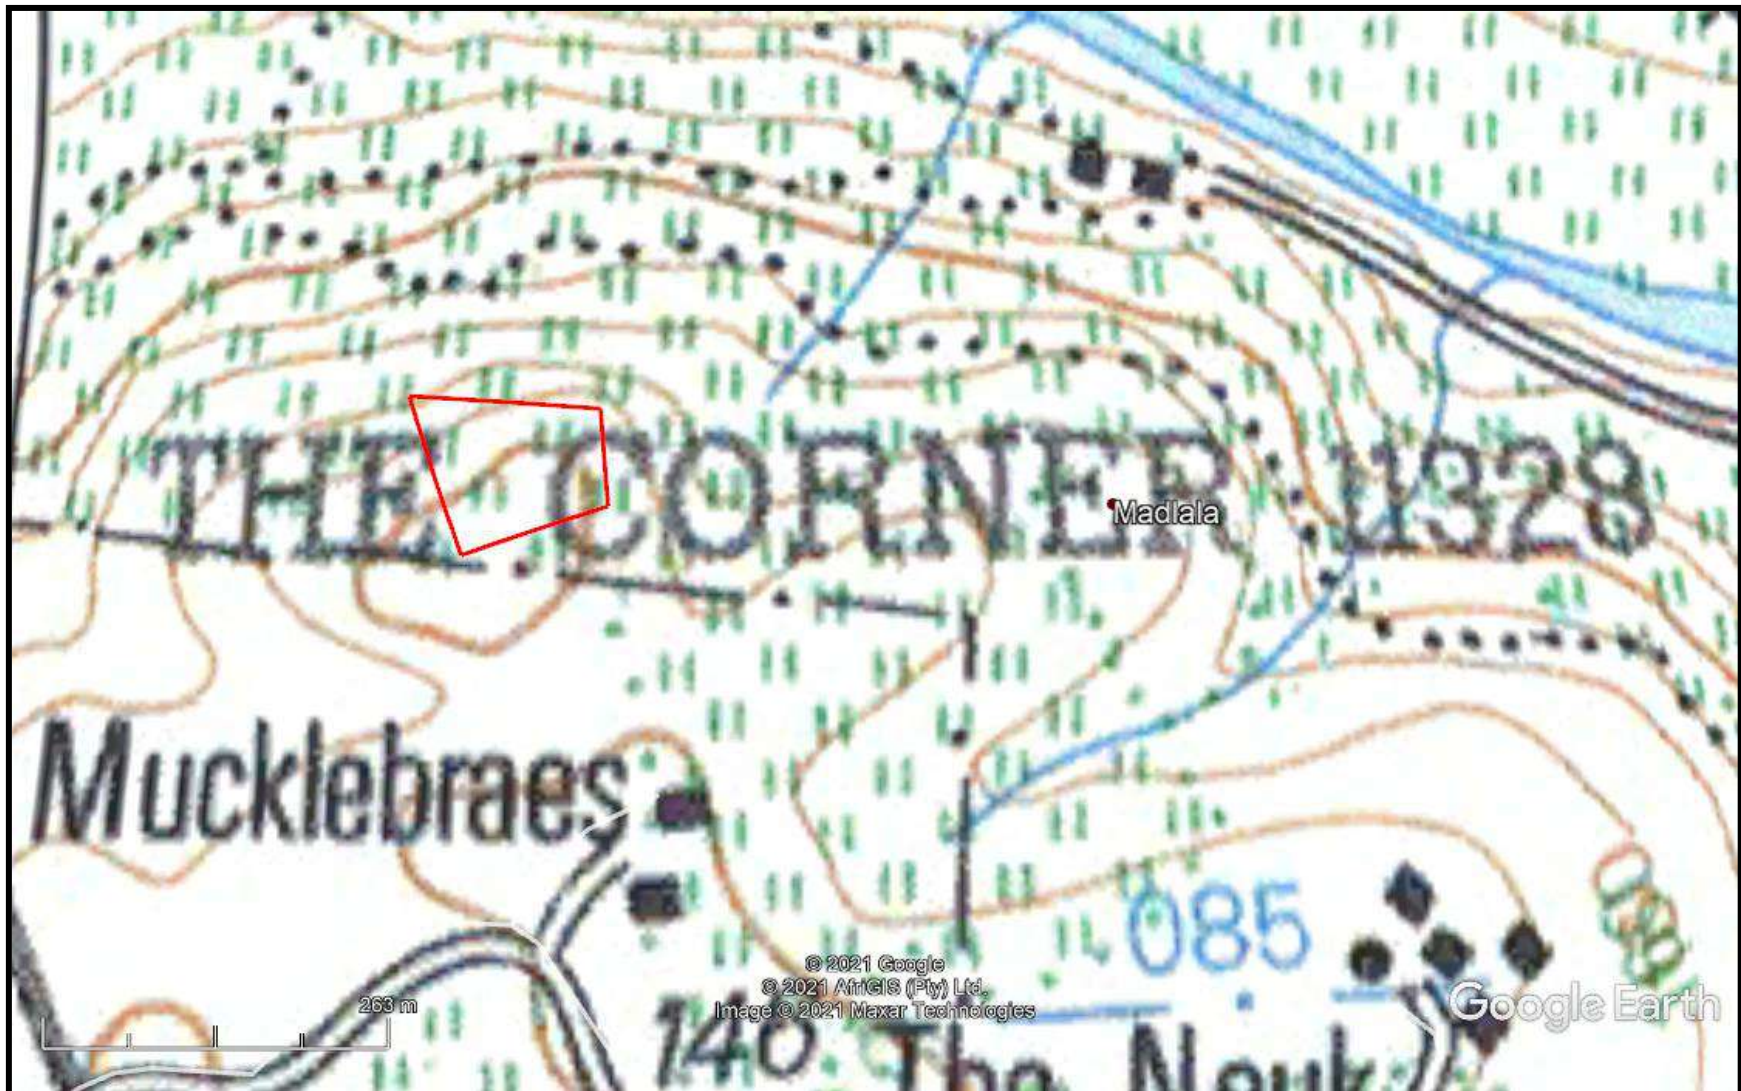 THE CORNER 1328
Madlala
Mucklebraes
085
© 2021 Google
© 2021 AfriGIS (Pty) Ltd.
Image © 2021 Maxar Technologies
263 m
Google Earth
140
The Neuk